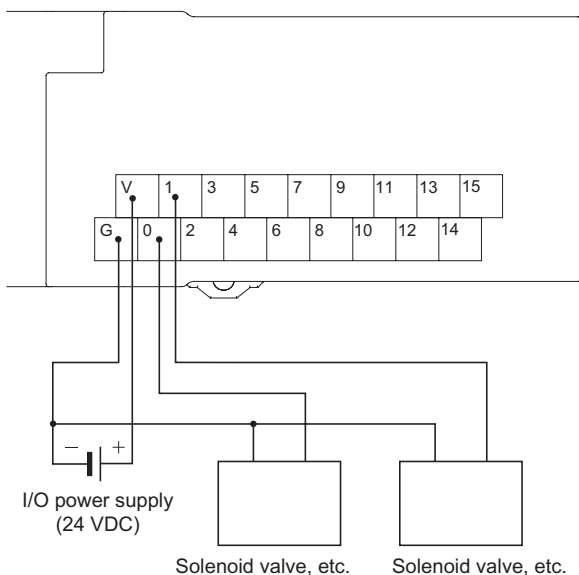 V 1 3 5 7 9 11 13 15
G 0 2 4 6 8 10 12 14
− +
I/O power supply
(24 VDC)
Solenoid valve, etc. Solenoid valve, etc.